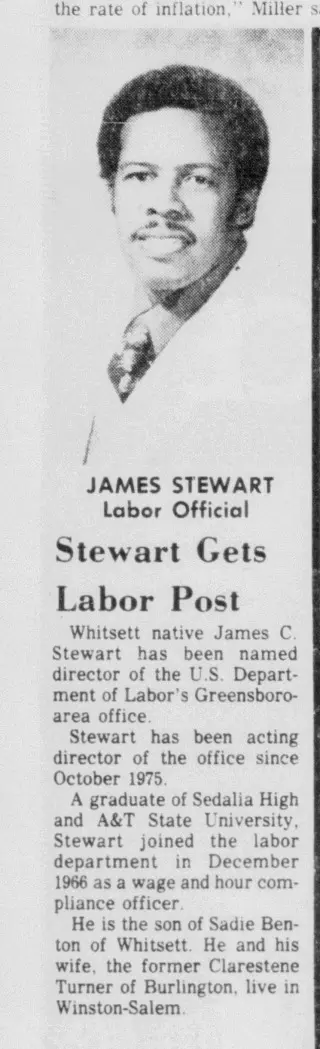 the rate of inflation," Miller s
JAMES STEWART
Labor Official
Stewart Gets
Labor Post
Whitsett native James C.
Stewart has been named
director of the U.S. Depart-
ment of Labor's Greensboro-
area office.
Stewart has been acting
director of the office since
October 1975.
A graduate of Sedalia High
and A&T State University,
Stewart joined the labor
department in December
1966 as a wage and hour com-
pliance officer.
He is the son of Sadie Ben-
ton of Whitsett. He and his
wife, the former Clarestene
Turner of Burlington, live in
Winston-Salem.